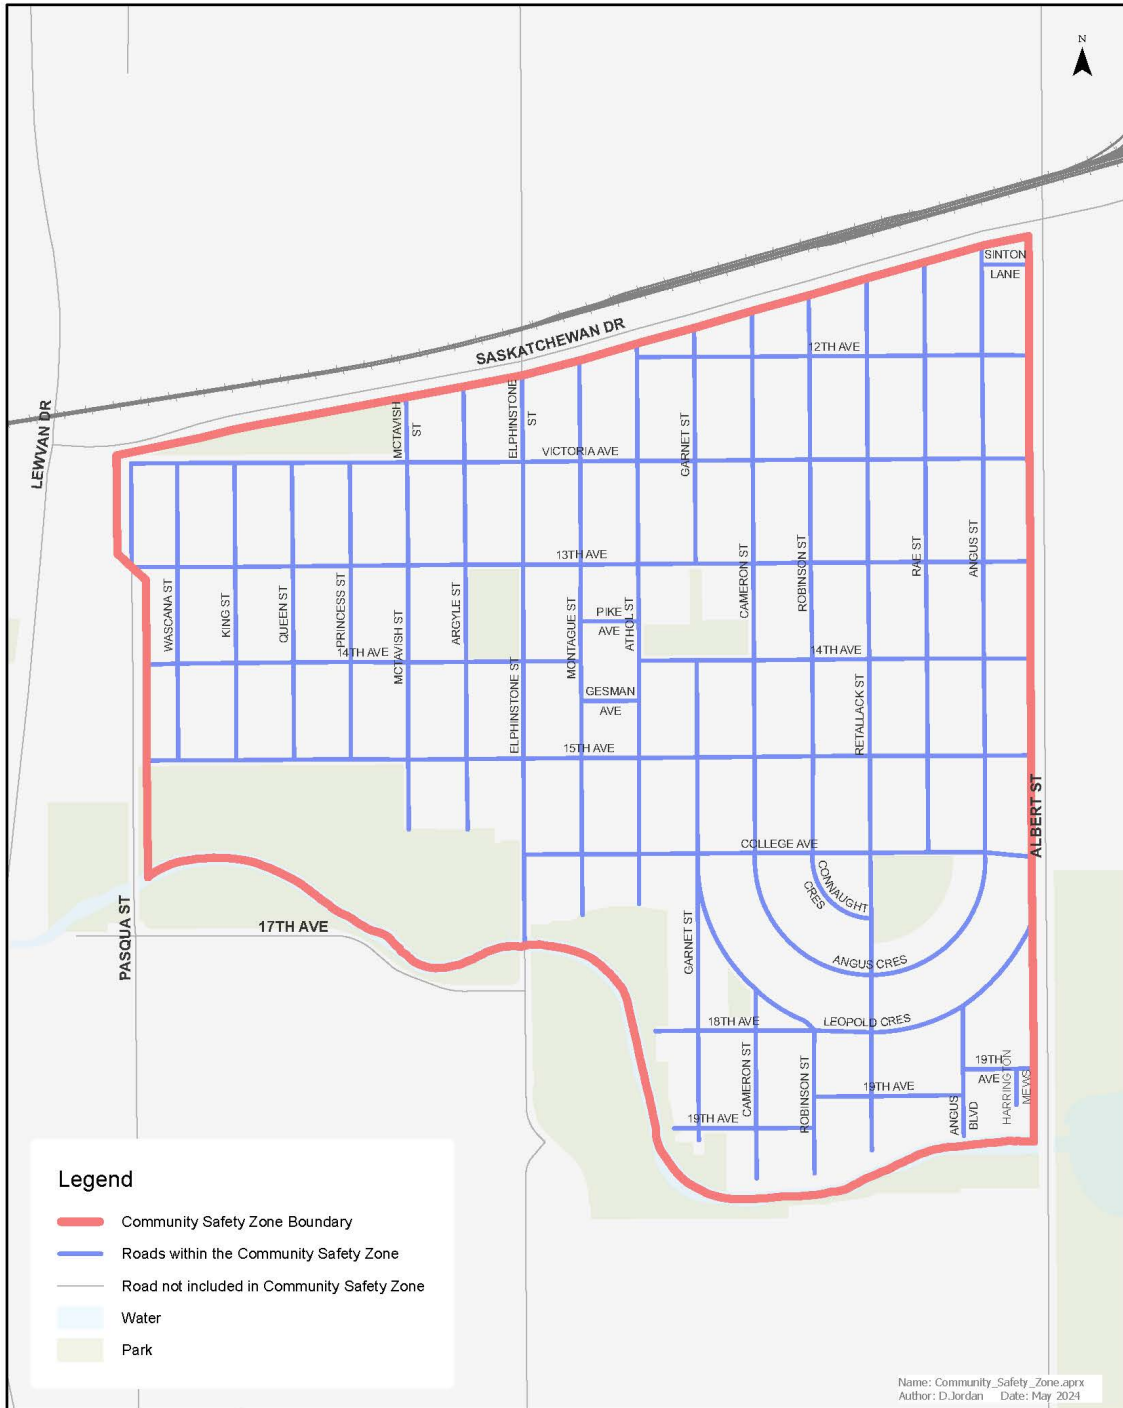 N
SINTON
LANE
SASKATCHEWAN DR
12TH AVE
LEWVAN DR
MCTAVISH
ST
ELPHINSTONE
ST
GARNET ST
VICTORIA AVE
13TH AVE
WASCANA ST
KING ST
QUEEN ST
PRINCESS ST
MCTAVISH ST
ARGYLE ST
ELPHINSTONE ST
MONTAGUE ST
ATHOL ST
CAMERON ST
ROBINSON ST
RETALLACK ST
RAE ST
ANGUS ST
PIKE
AVE
14TH AVE
14TH AVE
GESMAN
AVE
15TH AVE
ALBERT ST
COLLEGE AVE
CONNAUGHT
CRES
PASQUA ST
17TH AVE
GARNET ST
ANGUS CRES
LEOPOLD CRES
18TH AVE
CAMERON ST
ROBINSON ST
19TH
AVE
19TH AVE
19TH AVE
ANGUS
BLVD
HARRINGTON
MEWS
Legend
Community Safety Zone Boundary
Roads within the Community Safety Zone
Road not included in Community Safety Zone
Water
Park
Name: Community_Safety_Zone.aprx
Author: D.Jordan Date: May 2024